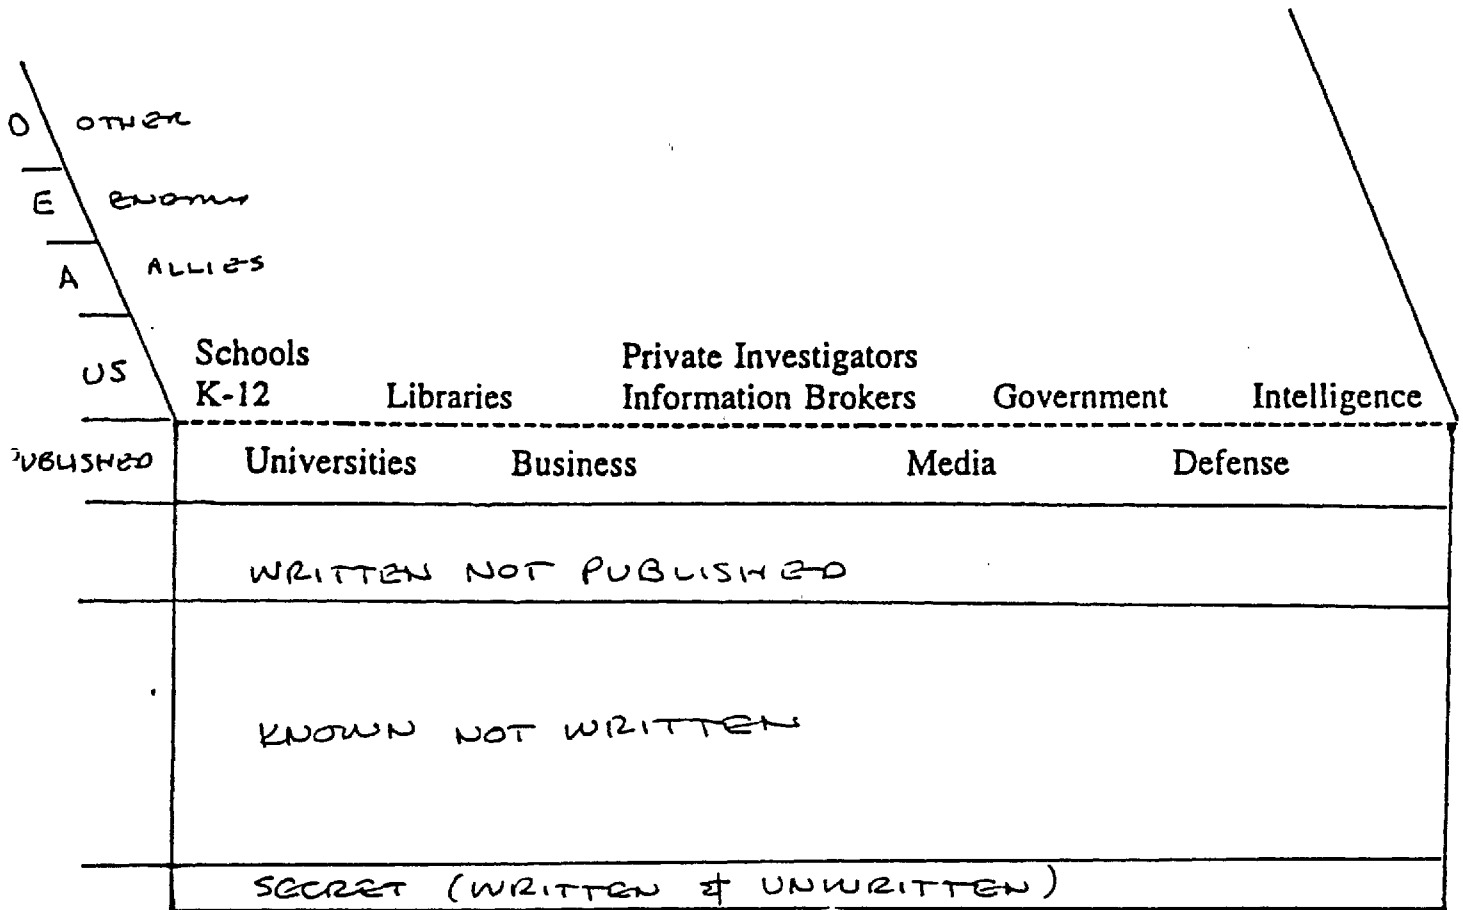 O OTHER
E ENEMY
A ALLIES
US
Schools Private Investigators
K-12 Libraries Information Brokers Government Intelligence
PUBLISHED Universities Business Media Defense
WRITTEN NOT PUBLISHED
KNOWN NOT WRITTEN
SECRET (WRITTEN & UNWRITTEN)